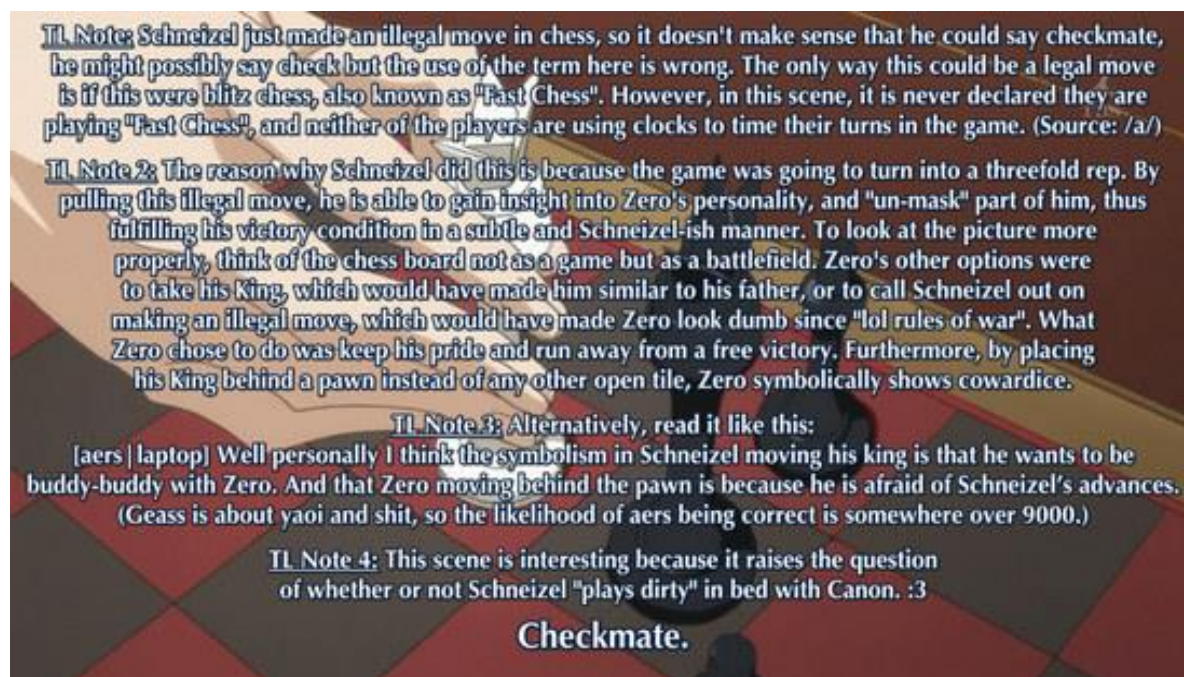 TL Note: Schneizel just made an illegal move in chess, so it doesn't make sense that he could say checkmate,
he might possibly say check but the use of the term here is wrong. The only way this could be a legal move
is if this were blitz chess, also known as "Fast Chess". However, in this scene, it is never declared they are
playing "Fast Chess", and neither of the players are using clocks to time their turns in the game. (Source: /a/)
TL Note 2: The reason why Schneizel did this is because the game was going to turn into a threefold rep. By
pulling this illegal move, he is able to gain insight into Zero's personality, and "un-mask" part of him, thus
fulfilling his victory condition in a subtle and Schneizel-ish manner. To look at the picture more
properly, think of the chess board not as a game but as a battlefield. Zero's other options were
to take his King, which would have made him similar to his father, or to call Schneizel out on
making an illegal move, which would have made Zero look dumb since "lol rules of war". What
Zero chose to do was keep his pride and run away from a free victory. Furthermore, by placing
his King behind a pawn instead of any other open tile, Zero symbolically shows cowardice.
TL Note 3: Alternatively, read it like this:
[aers|laptop] Well personally I think the symbolism in Schneizel moving his king is that he wants to be
buddy-buddy with Zero. And that Zero moving behind the pawn is because he is afraid of Schneizel's advances.
(Geass is about yaoi and shit, so the likelihood of aers being correct is somewhere over 9000.)
TL Note 4: This scene is interesting because it raises the question
of whether or not Schneizel "plays dirty" in bed with Canon. :3
Checkmate.